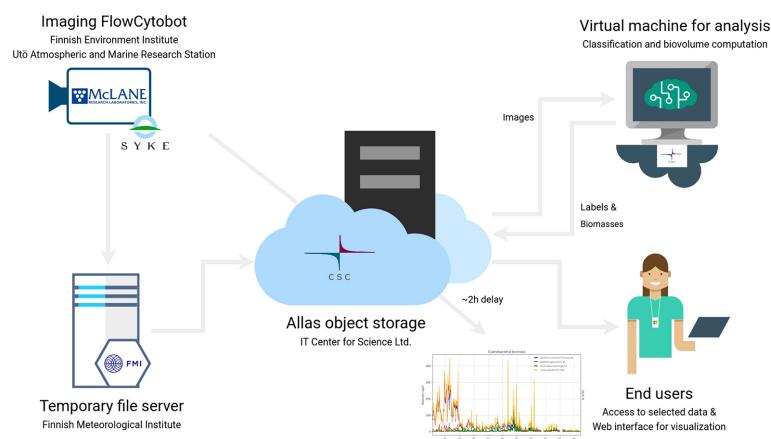 Imaging FlowCytobot
Finnish Environment Institute
Utö Atmospheric and Marine Research Station
McLANE
RESEARCH LABORATORIES, INC
SYKE
Virtual machine for analysis
Classification and biovolume computation
Images
Labels &
Biomasses
CSC
~2h delay
Allas object storage
IT Center for Science Ltd.
FMI
Temporary file server
Finnish Meteorological Institute
Cyanobacteria biomass
End users
Access to selected data &
Web interface for visualization